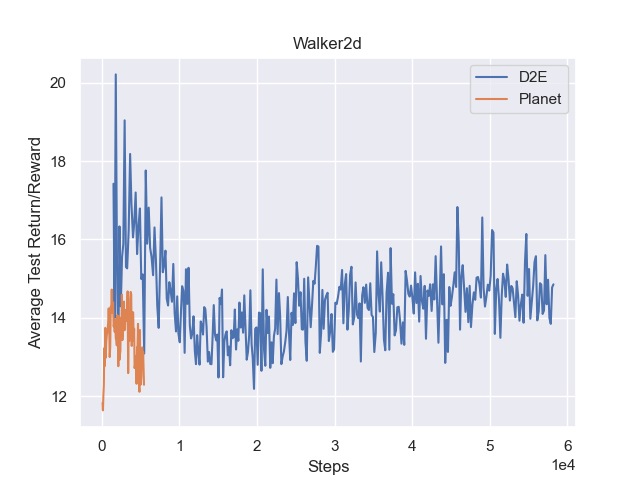 Walker2d
D2E
Planet
Average Test Return/Reward
20
18
16
14
12
0 1 2 3 4 5 6
1e4
Steps